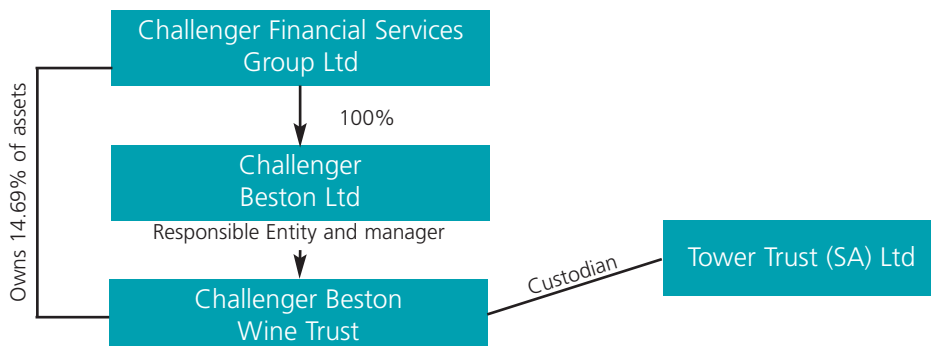 Challenger Financial Services
Group Ltd
Owns 14.69% of assets
100%
Challenger
Beston Ltd
Responsible Entity and manager
Challenger Beston
Wine Trust
Custodian
Tower Trust (SA) Ltd